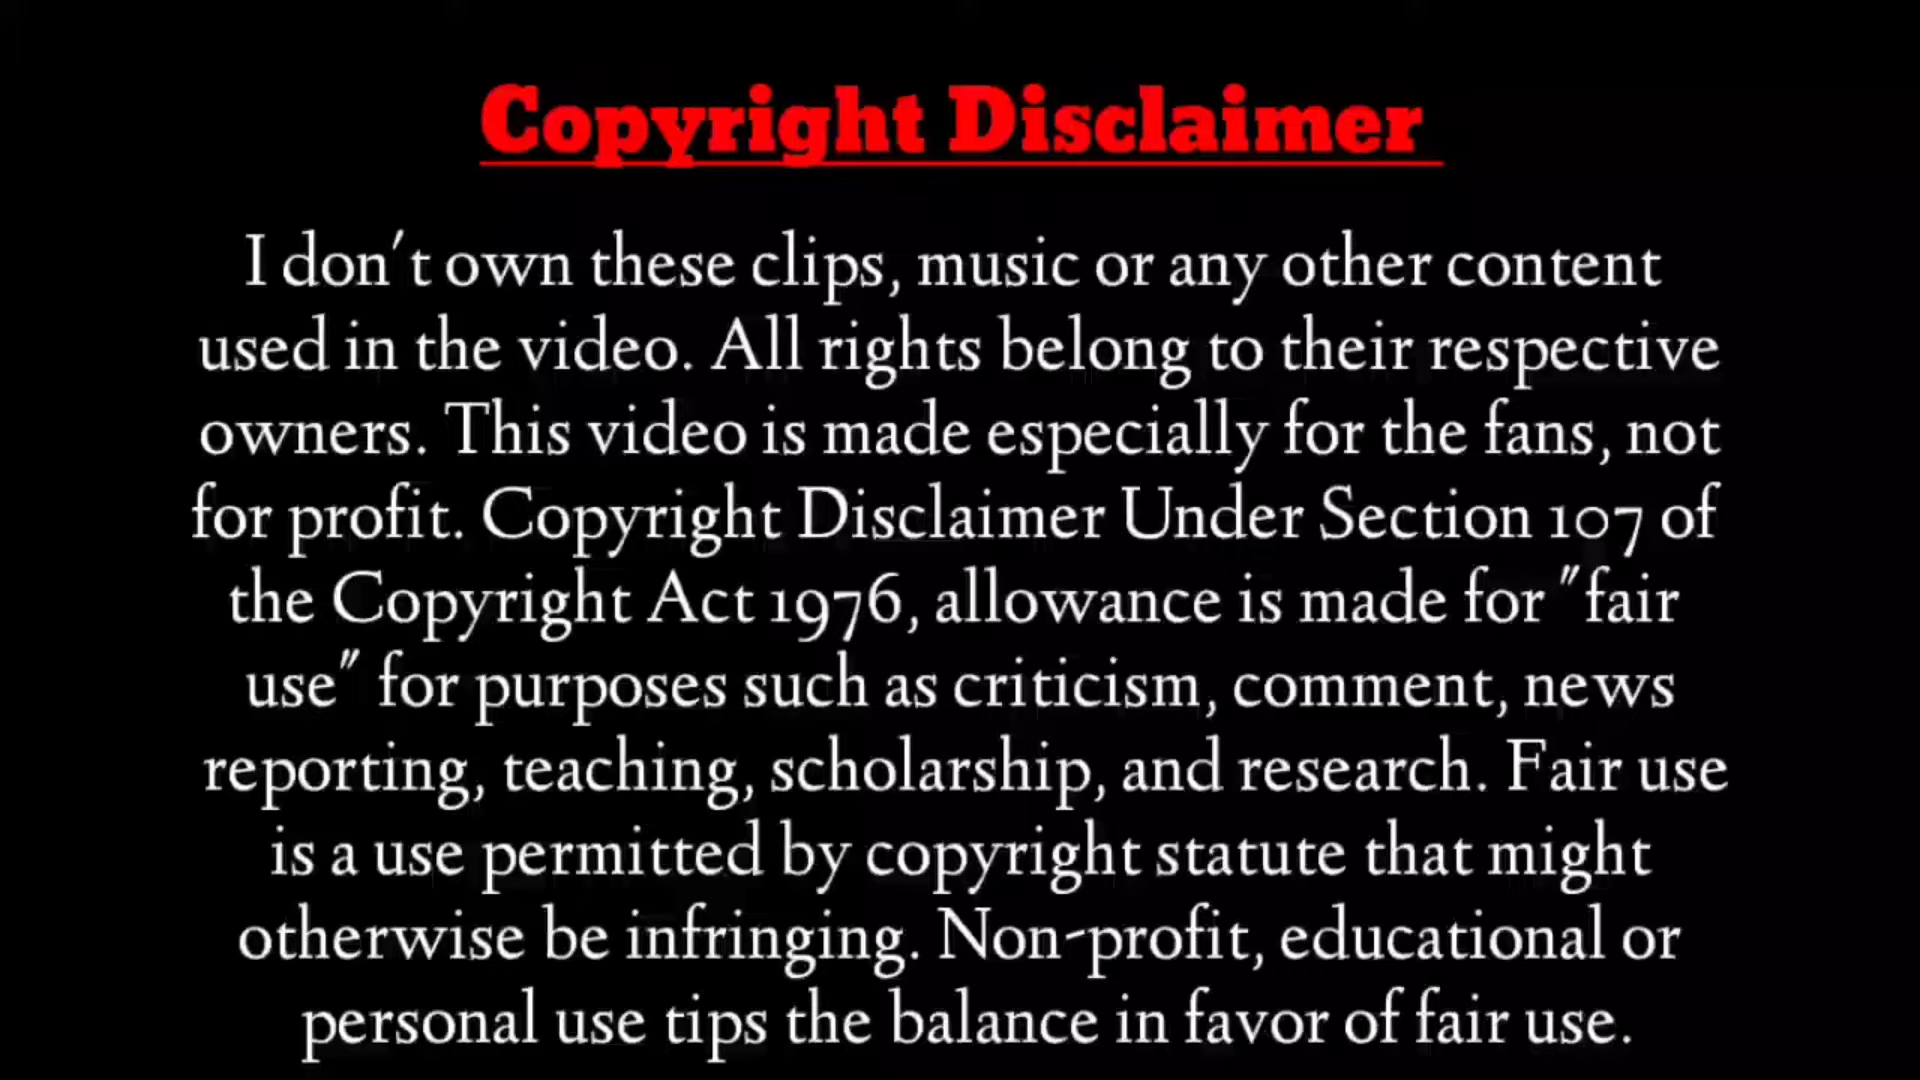 Copyright Disclaimer
I don't own these clips, music or any other content
used in the video. All rights belong to their respective
owners. This video is made especially for the fans, not
for profit. Copyright Disclaimer Under Section 107 of
the Copyright Act 1976, allowance is made for "fair
use" for purposes such as criticism, comment, news
reporting, teaching, scholarship, and research. Fair use
is a use permitted by copyright statute that might
otherwise be infringing. Non-profit, educational or
personal use tips the balance in favor of fair use.